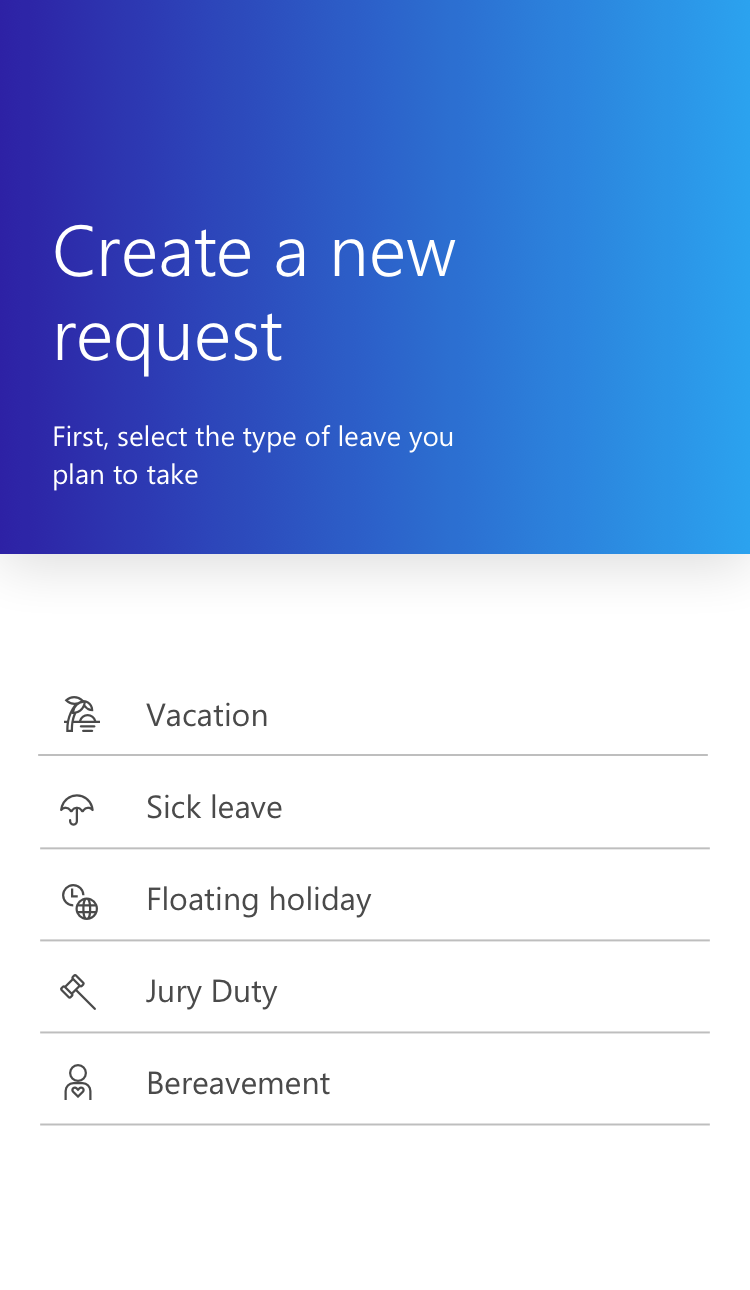 Create a new
request
First, select the type of leave you
plan to take
Vacation
Sick leave
Floating holiday
Jury Duty
Bereavement